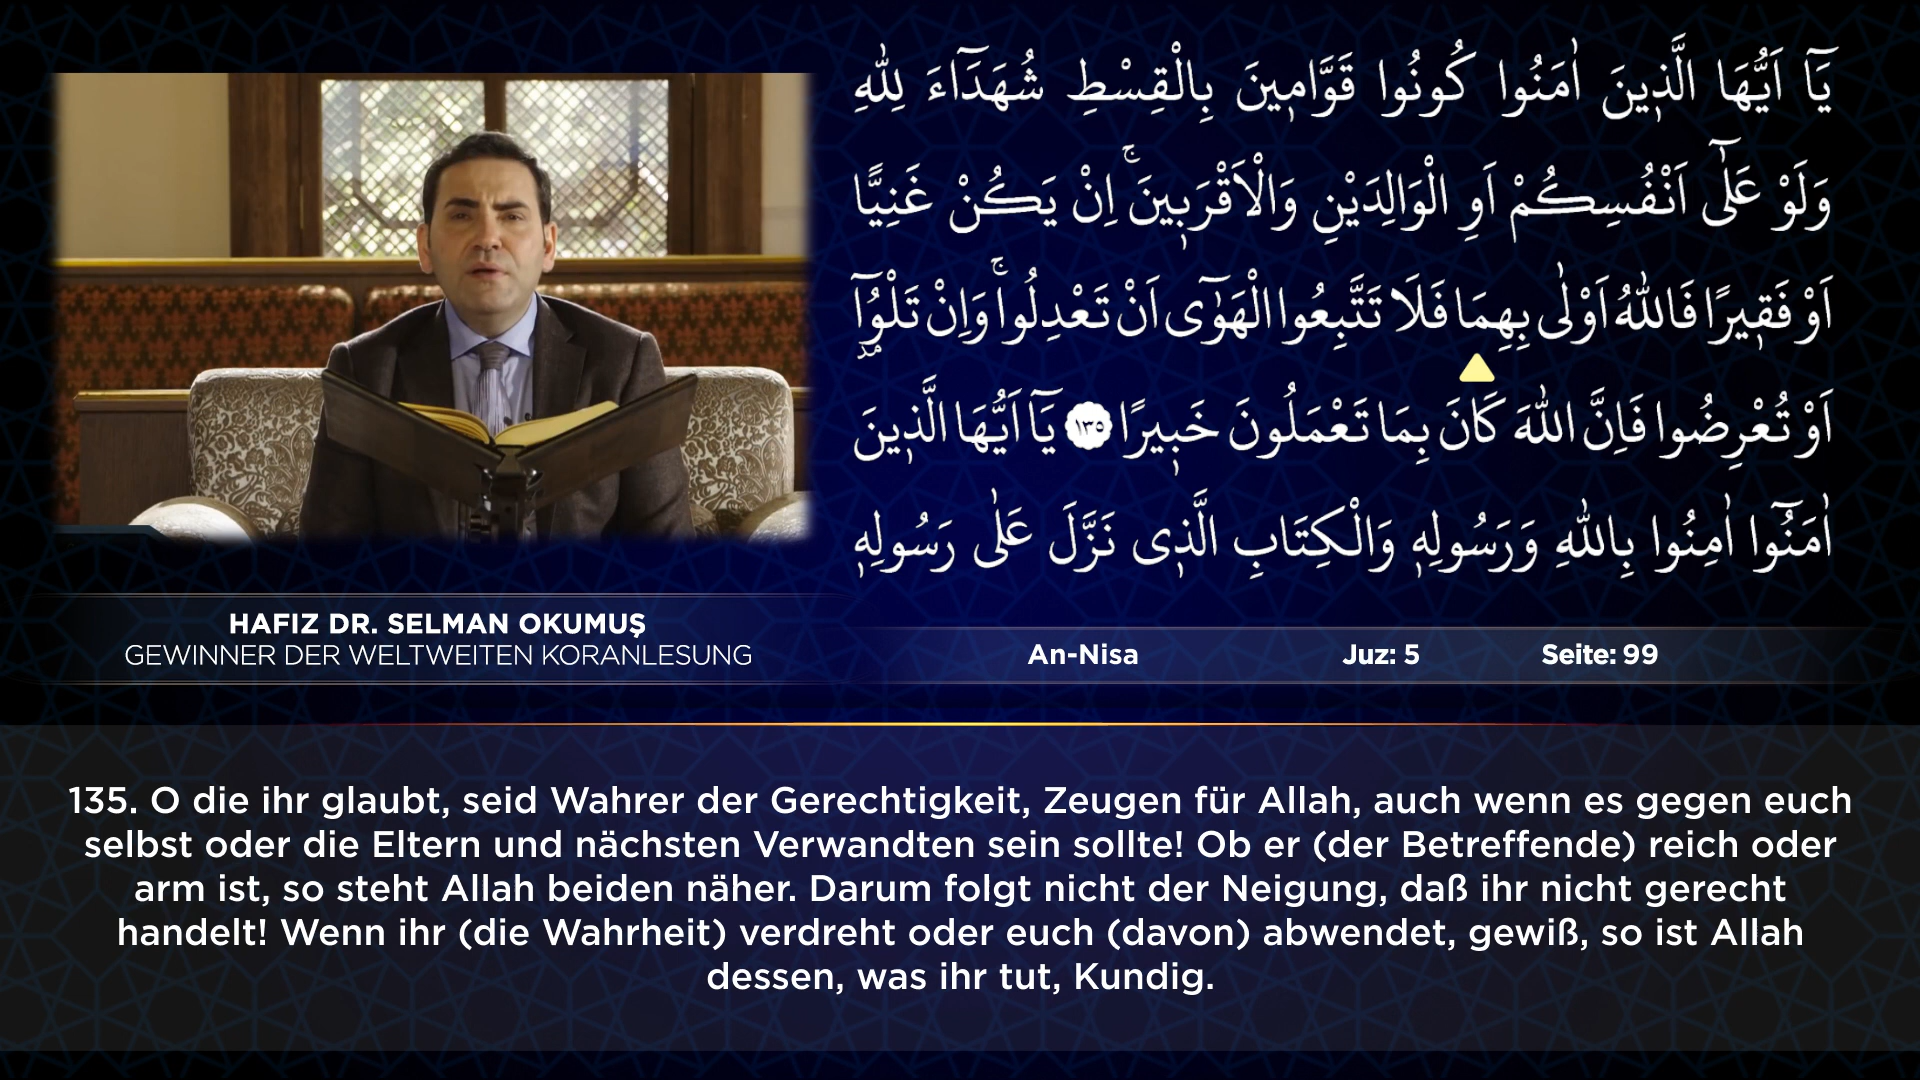 يَٓا اَيُّهَا الَّذ۪ينَ اٰمَنُوا كُونُوا قَوَّام۪ينَ بِالْقِسْطِ شُهَدَٓاءَ لِلّٰهِ
وَلَوْ عَلٰٓى اَنْفُسِكُمْ اَوِ الْوَالِدَيْنِ وَالْاَقْرَب۪ينَۚ اِنْ يَكُنْ غَنِيًّا
اَوْ فَق۪يرًا فَاللّٰهُ اَوْلٰى بِهِمَا فَلَا تَتَّبِعُوا الْهَوٰٓى اَنْ تَعْدِلُواۚ وَاِنْ تَلْوُ۫ٓا
اَوْ تُعْرِضُوا فَاِنَّ اللّٰهَ كَانَ بِمَا تَعْمَلُونَ خَب۪يرًا ١٣٥ يَٓا اَيُّهَا الَّذ۪ينَ
اٰمَنُٓوا اٰمِنُوا بِاللّٰهِ وَرَسُولِه۪ وَالْكِتَابِ الَّذ۪ى نَزَّلَ عَلٰى رَسُولِه۪
HAFIZ DR. SELMAN OKUMUŞ
GEWINNER DER WELTWEITEN KORANLESUNG
An-Nisa Juz: 5 Seite: 99
135. O die ihr glaubt, seid Wahrer der Gerechtigkeit, Zeugen für Allah, auch wenn es gegen euch
selbst oder die Eltern und nächsten Verwandten sein sollte! Ob er (der Betreffende) reich oder
arm ist, so steht Allah beiden näher. Darum folgt nicht der Neigung, daß ihr nicht gerecht
handelt! Wenn ihr (die Wahrheit) verdreht oder euch (davon) abwendet, gewiß, so ist Allah
dessen, was ihr tut, Kundig.